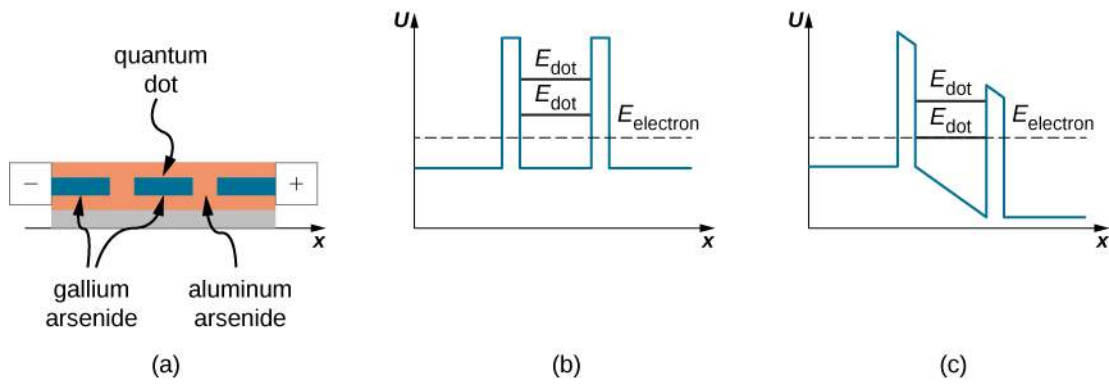 quantum
dot
−
+
x
gallium
arsenide
aluminum
arsenide
(a)
U
E dot
E dot
E electron
x
(b)
U
E dot
E dot
E electron
x
(c)